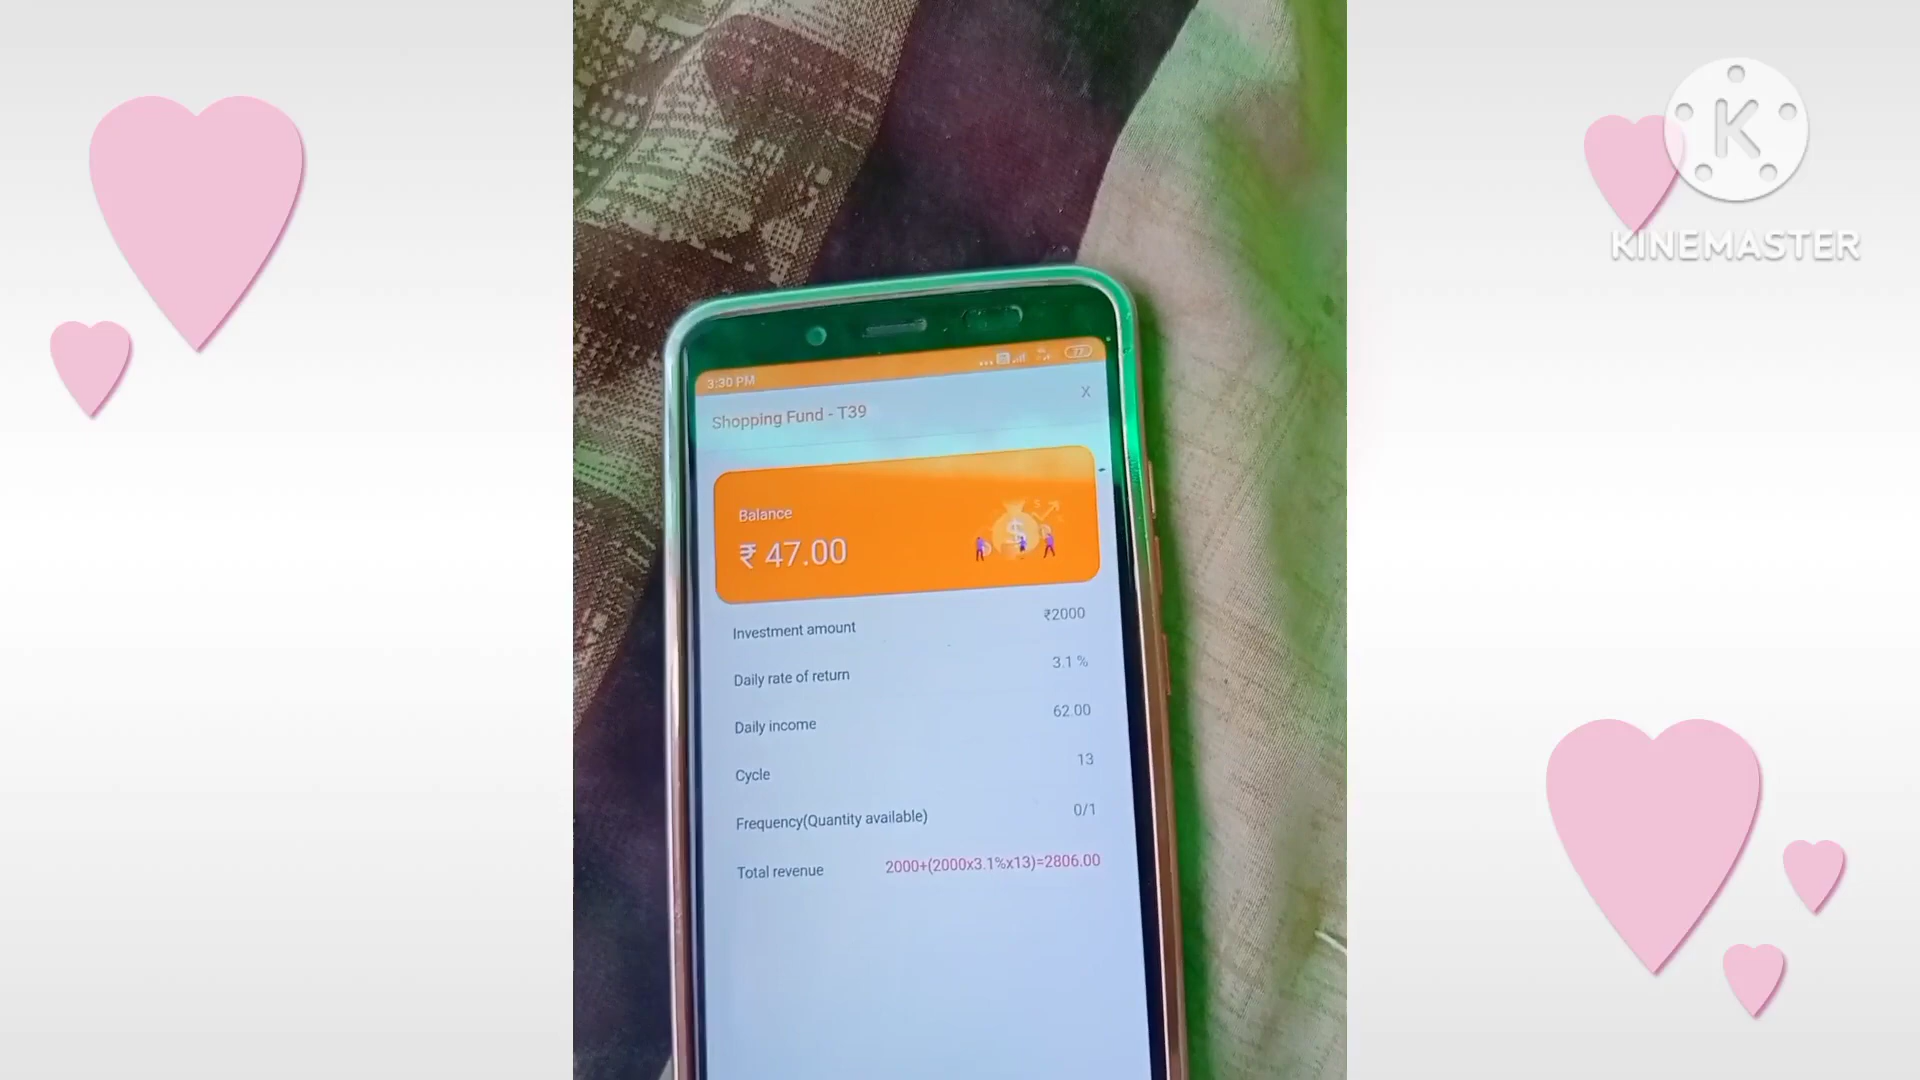 K
KINEMASTER
3:30 PM
77
Shopping Fund - T39
X
Balance
₹ 47.00
$
Investment amount ₹2000
Daily rate of return 3.1 %
Daily income 62.00
Cycle 13
Frequency(Quantity available) 0/1
Total revenue 2000+(2000x3.1%x13)=2806.00